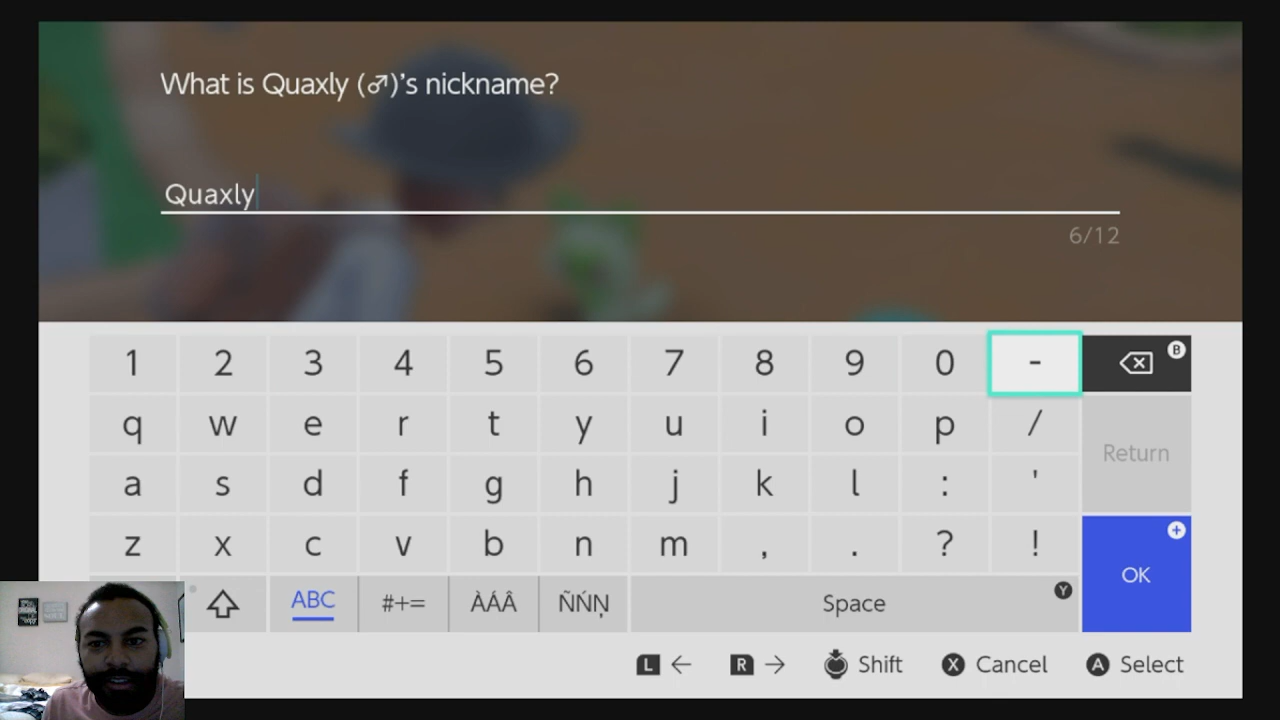 What is Quaxly (♂)'s nickname?
Quaxly
6/12
1 2 3 4 5 6 7 8 9 0 -
q w e r t y u i o p /
Return
a s d f g h j k l : '
z x c v b n m , . ? !
OK
ABC #+= ÀÁÂ ÑŃŅ Space
L ← R → Shift X Cancel A Select